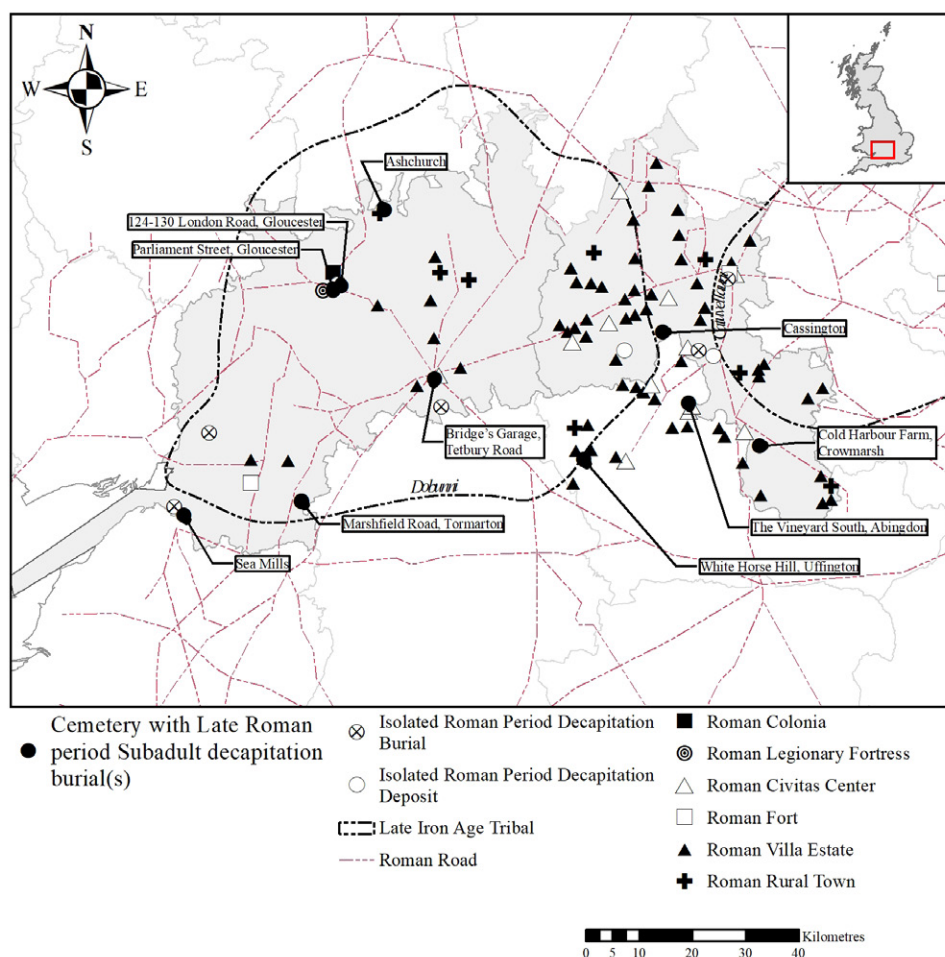 N
W
E
S
Ashchurch
124-130 London Road, Gloucester
Parliament Street, Gloucester
Cassington
Bridge's Garage,
Tetbury Road
Cold Harbour Farm,
Crowmarsh
Dobunni
Marshfield Road, Tormarton
The Vineyard South, Abingdon
Sea Mills
White Horse Hill, Uffington
Cemetery with Late Roman
period Subadult decapitation
burial(s)
Isolated Roman Period Decapitation
Burial
Isolated Roman Period Decapitation
Deposit
Late Iron Age Tribal
Roman Road
Roman Colonia
Roman Legionary Fortress
Roman Civitas Center
Roman Fort
Roman Villa Estate
Roman Rural Town
Kilometres
0 5 10 20 30 40